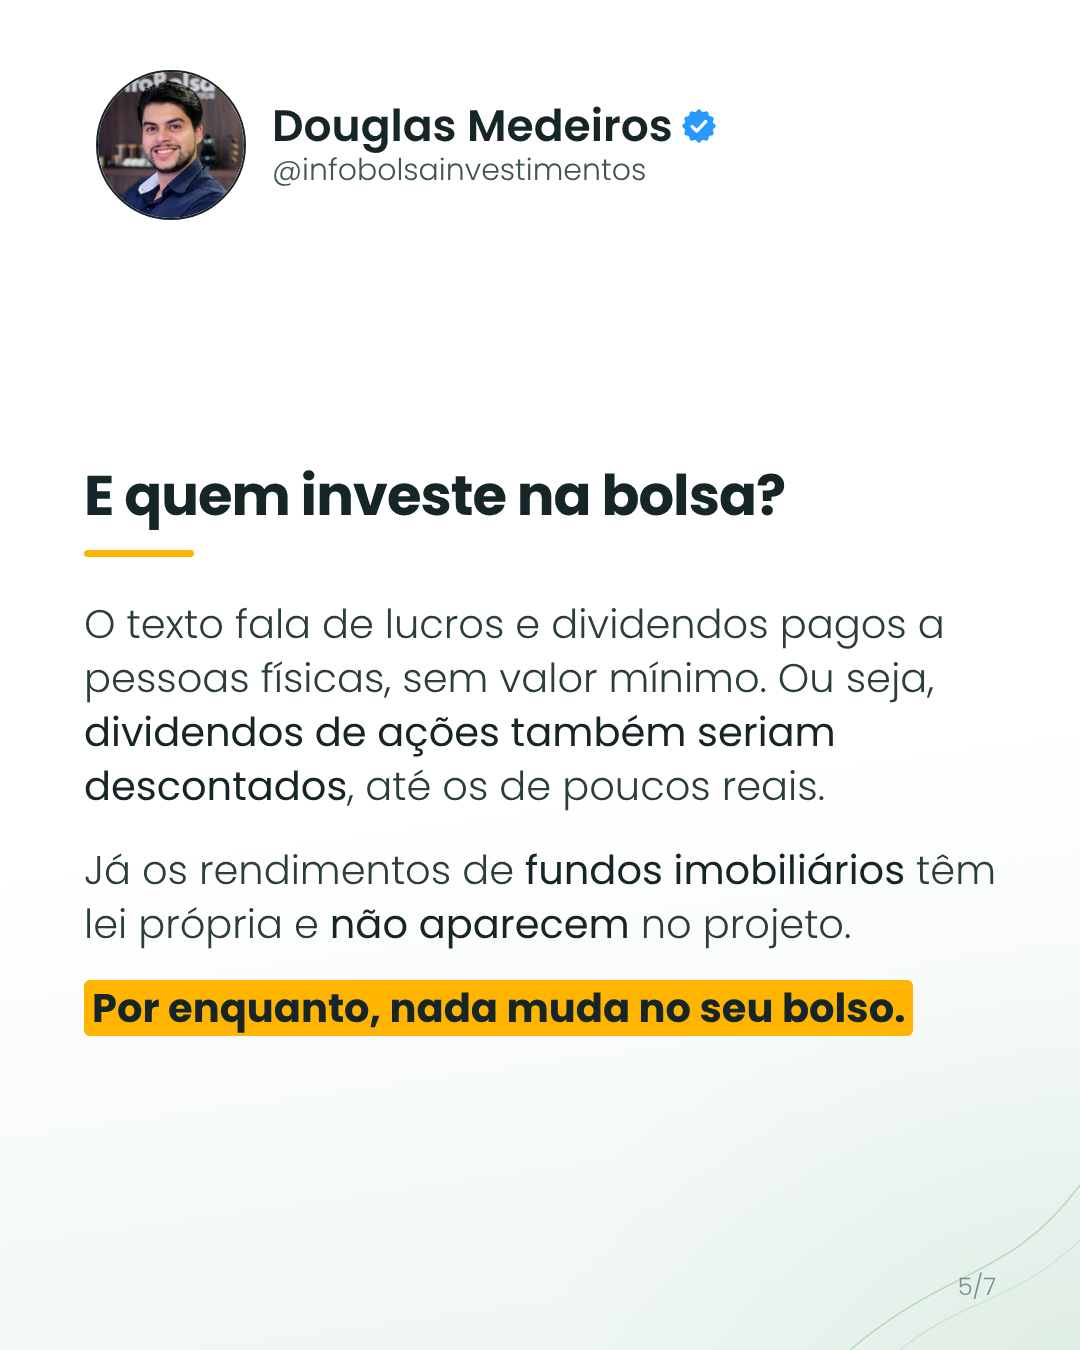 Douglas Medeiros
@infobolsainvestimentos
E quem investe na bolsa?
O texto fala de lucros e dividendos pagos a
pessoas físicas, sem valor mínimo. Ou seja,
dividendos de ações também seriam
descontados, até os de poucos reais.
Já os rendimentos de fundos imobiliários têm
lei própria e não aparecem no projeto.
Por enquanto, nada muda no seu bolso.
5/7